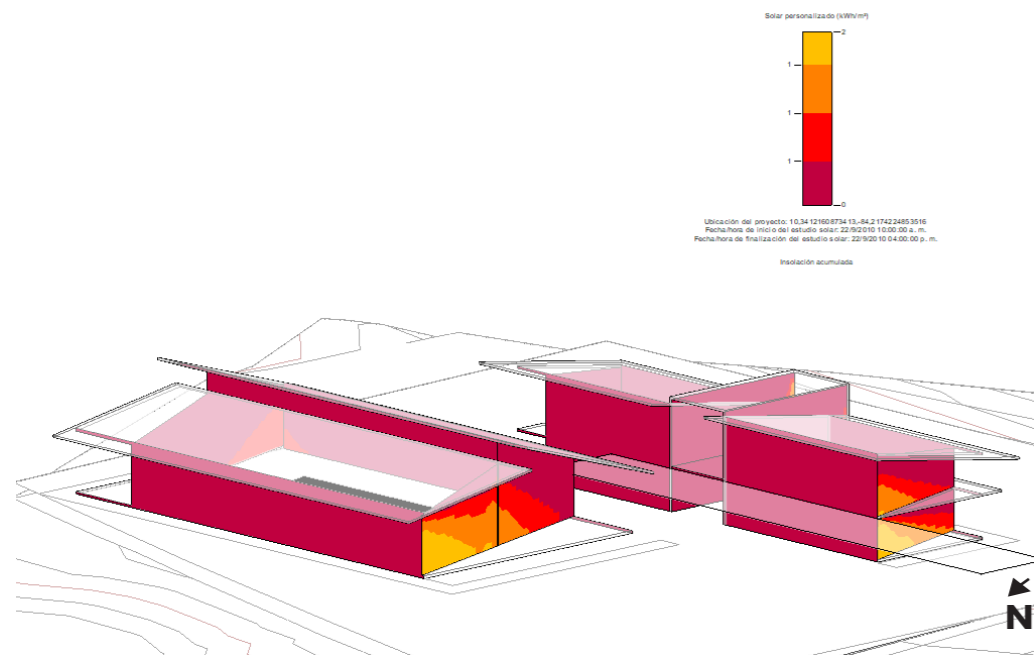 Solar personalizado (kWh/m²)
2
1
1
1
0
Ubicación del proyecto: 10,3412160873413,-84,2174224853516
Fecha/hora de inicio del estudio solar: 22/9/2010 10:00:00 a. m.
Fecha/hora de finalización del estudio solar: 22/9/2010 04:00:00 p. m.
Insolación acumulada
N